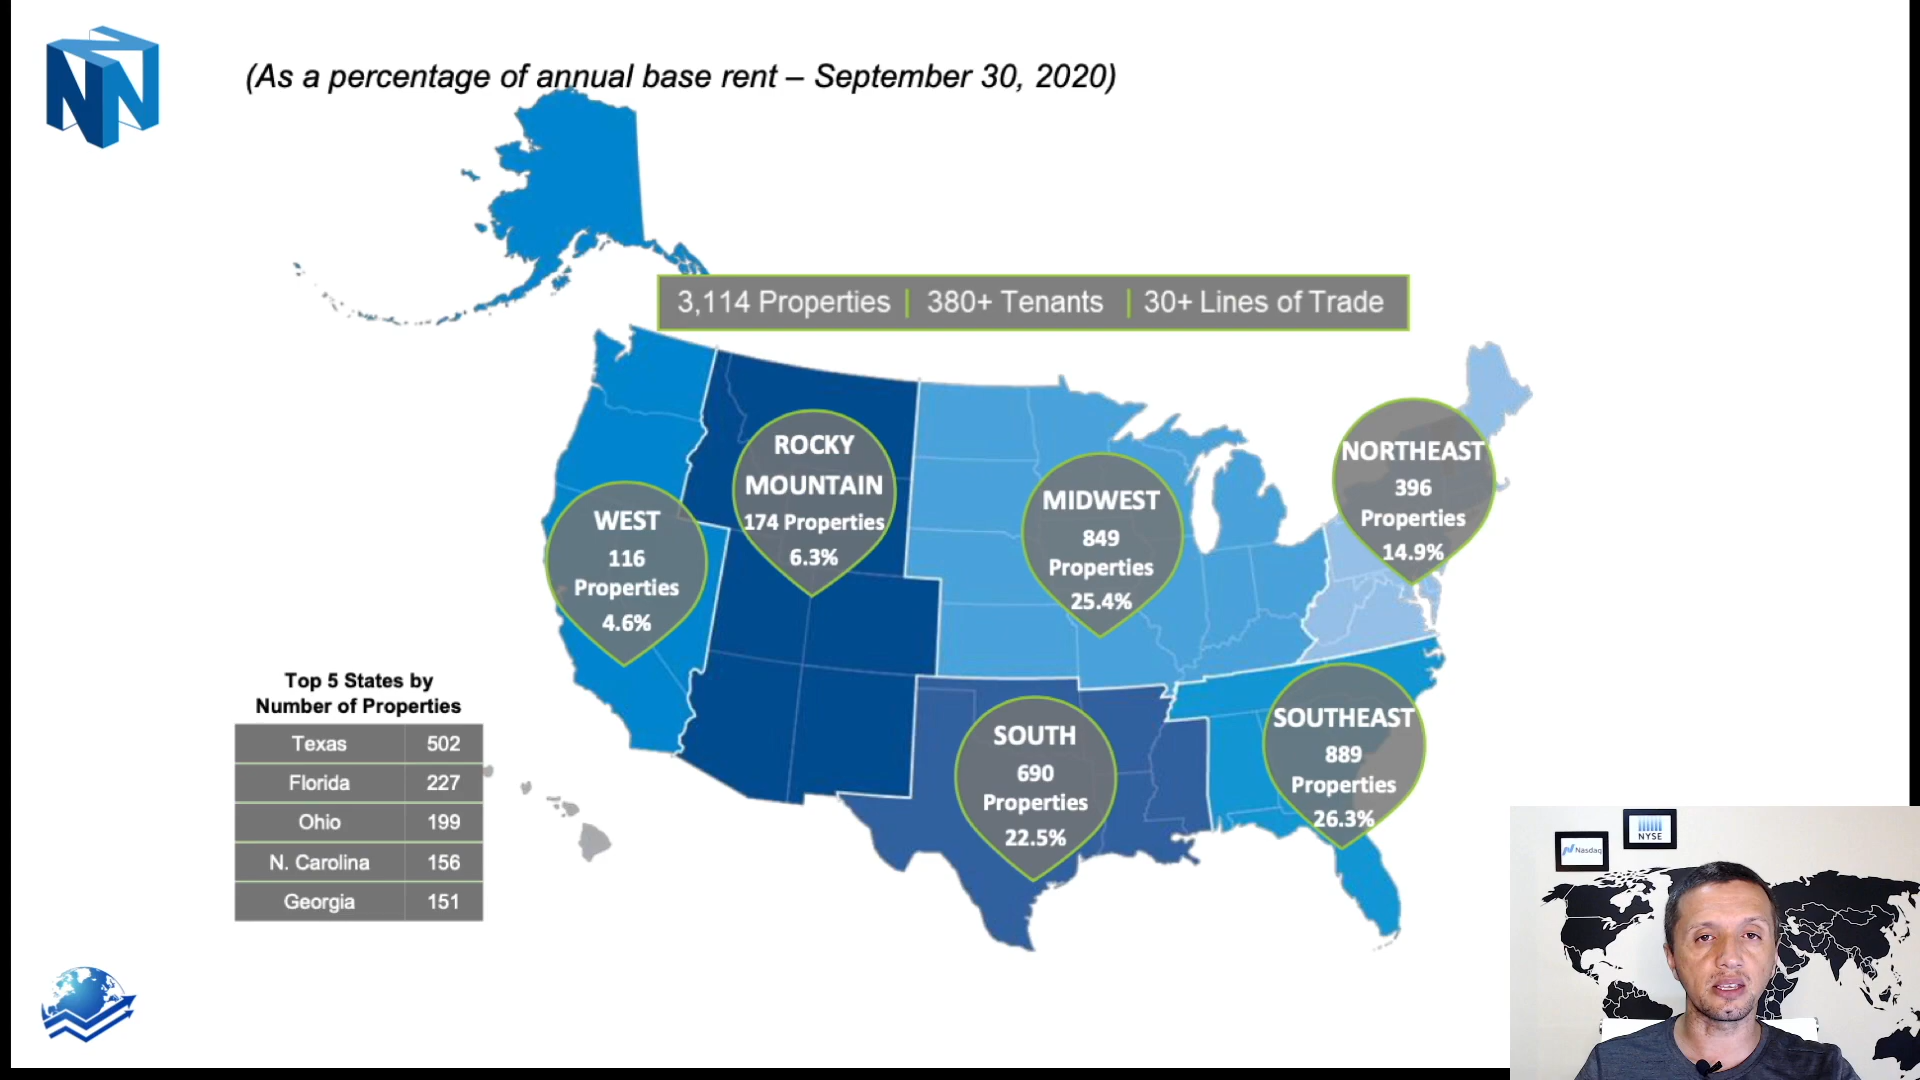 (As a percentage of annual base rent – September 30, 2020)
3,114 Properties | 380+ Tenants | 30+ Lines of Trade
ROCKY
MOUNTAIN
174 Properties
6.3%
WEST
116
Properties
4.6%
MIDWEST
849
Properties
25.4%
NORTHEAST
396
Properties
14.9%
SOUTH
690
Properties
22.5%
SOUTHEAST
889
Properties
26.3%
Top 5 States by
Number of Properties
Texas 502
Florida 227
Ohio 199
N. Carolina 156
Georgia 151
NYSE
Nasdaq